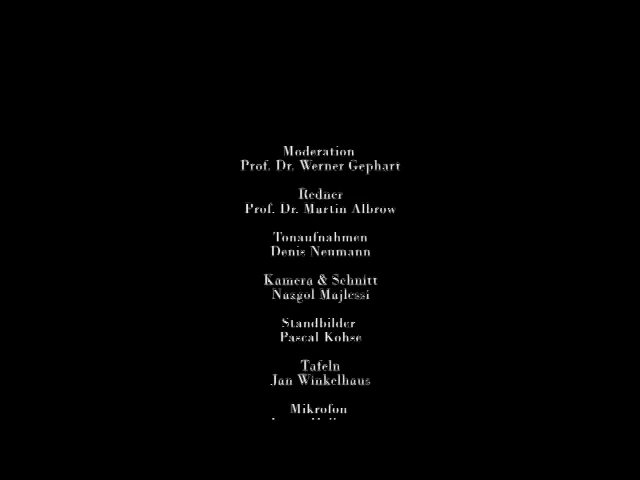 Moderation
Prof. Dr. Werner Gephart
Redner
Prof. Dr. Martin Albrow
Tonaufnahmen
Denis Neumann
Kamera & Schnitt
Nazgol Majlessi
Standbilder
Pascal Kohse
Tafeln
Jan Winkelhaus
Mikrofon